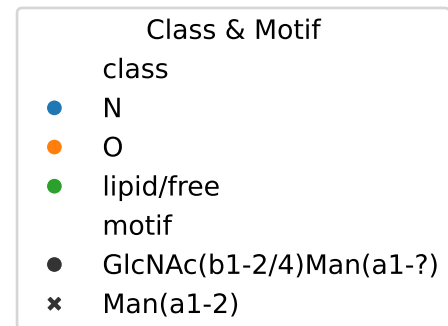 Class & Motif
class
N
O
lipid/free
motif
GlcNAc(b1-2/4)Man(a1-?)
Man(a1-2)